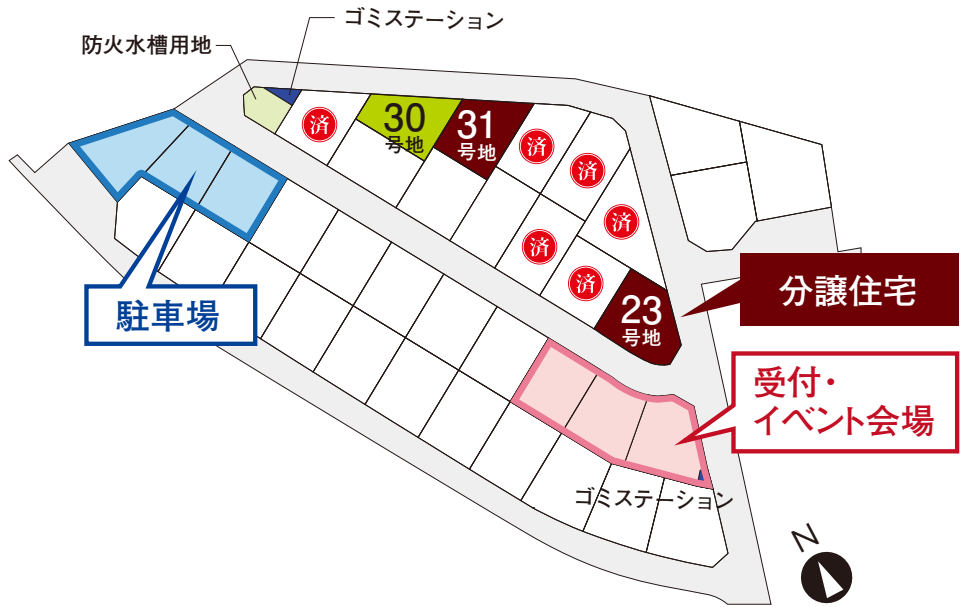 ゴミステーション
防火水槽用地
済
30
号地
31
号地
済
済
済
済
済
23
号地
分譲住宅
駐車場
受付・
イベント会場
ゴミステーション
N